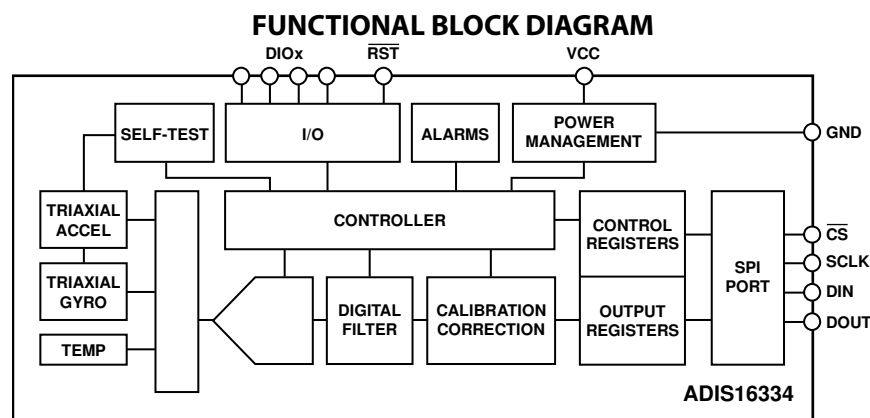 FUNCTIONAL BLOCK DIAGRAM
DIOx
RST
VCC
SELF-TEST
I/O
ALARMS
POWER
MANAGEMENT
GND
TRIAXIAL
ACCEL
CONTROLLER
CONTROL
REGISTERS
CS
SCLK
SPI
PORT
TRIAXIAL
GYRO
DIGITAL
FILTER
CALIBRATION
CORRECTION
OUTPUT
REGISTERS
DIN
DOUT
TEMP
ADIS16334